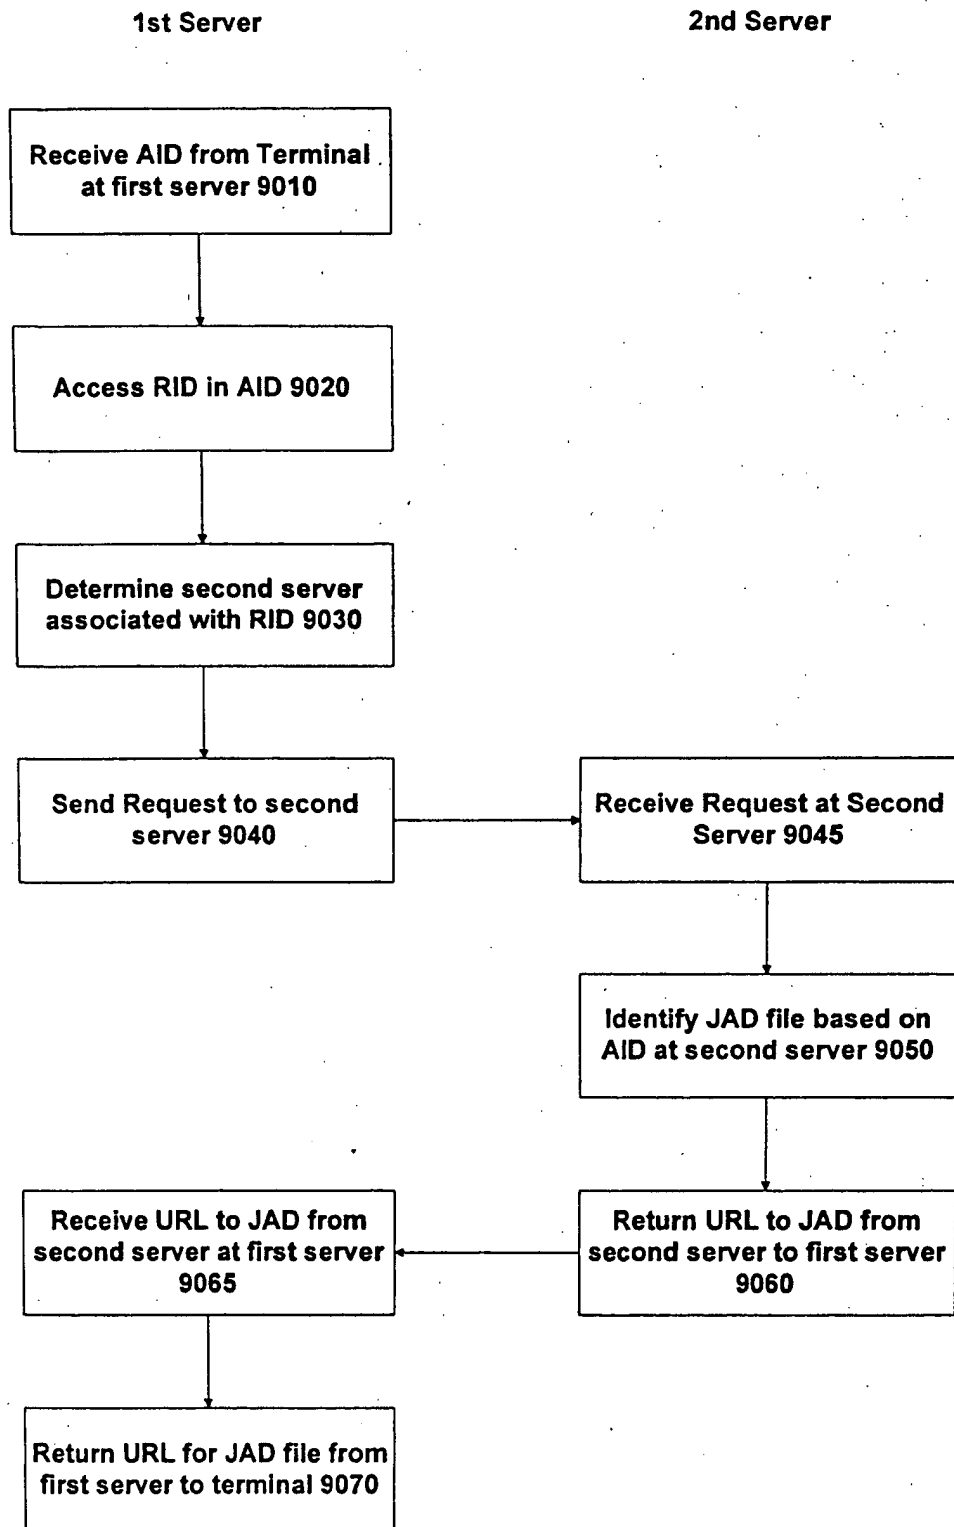 1st Server
2nd Server
Receive AID from Terminal
at first server 9010
Access RID in AID 9020
Determine second server
associated with RID 9030
Send Request to second
server 9040
Receive Request at Second
Server 9045
Identify JAD file based on
AID at second server 9050
Return URL to JAD from
second server to first server
9060
Receive URL to JAD from
second server at first server
9065
Return URL for JAD file from
first server to terminal 9070